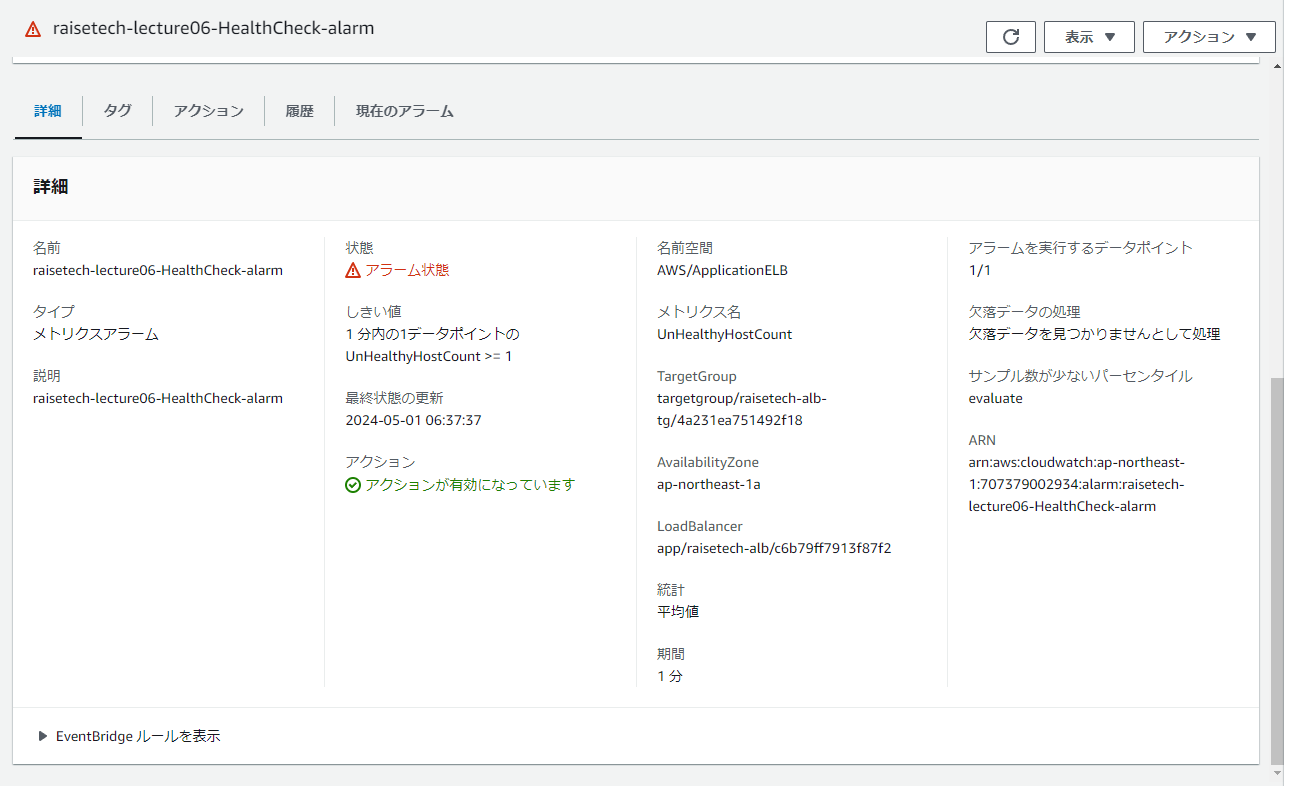 raisetech-lecture06-HealthCheck-alarm
表示
アクション
詳細
タグ
アクション
履歴
現在のアラーム
詳細
名前
raisetech-lecture06-HealthCheck-alarm
タイプ
メトリクスアラーム
説明
raisetech-lecture06-HealthCheck-alarm
状態
アラーム状態
しきい値
1 分内の1データポイントの
UnHealthyHostCount >= 1
最終状態の更新
2024-05-01 06:37:37
アクション
アクションが有効になっています
名前空間
AWS/ApplicationELB
メトリクス名
UnHealthyHostCount
TargetGroup
targetgroup/raisetech-alb-
tg/4a231ea751492f18
AvailabilityZone
ap-northeast-1a
LoadBalancer
app/raisetech-alb/c6b79ff7913f87f2
統計
平均値
期間
1 分
アラームを実行するデータポイント
1/1
欠落データの処理
欠落データを見つかりませんとして処理
サンプル数が少ないパーセンタイル
evaluate
ARN
arn:aws:cloudwatch:ap-northeast-
1:707379002934:alarm:raisetech-
lecture06-HealthCheck-alarm
EventBridge ルールを表示